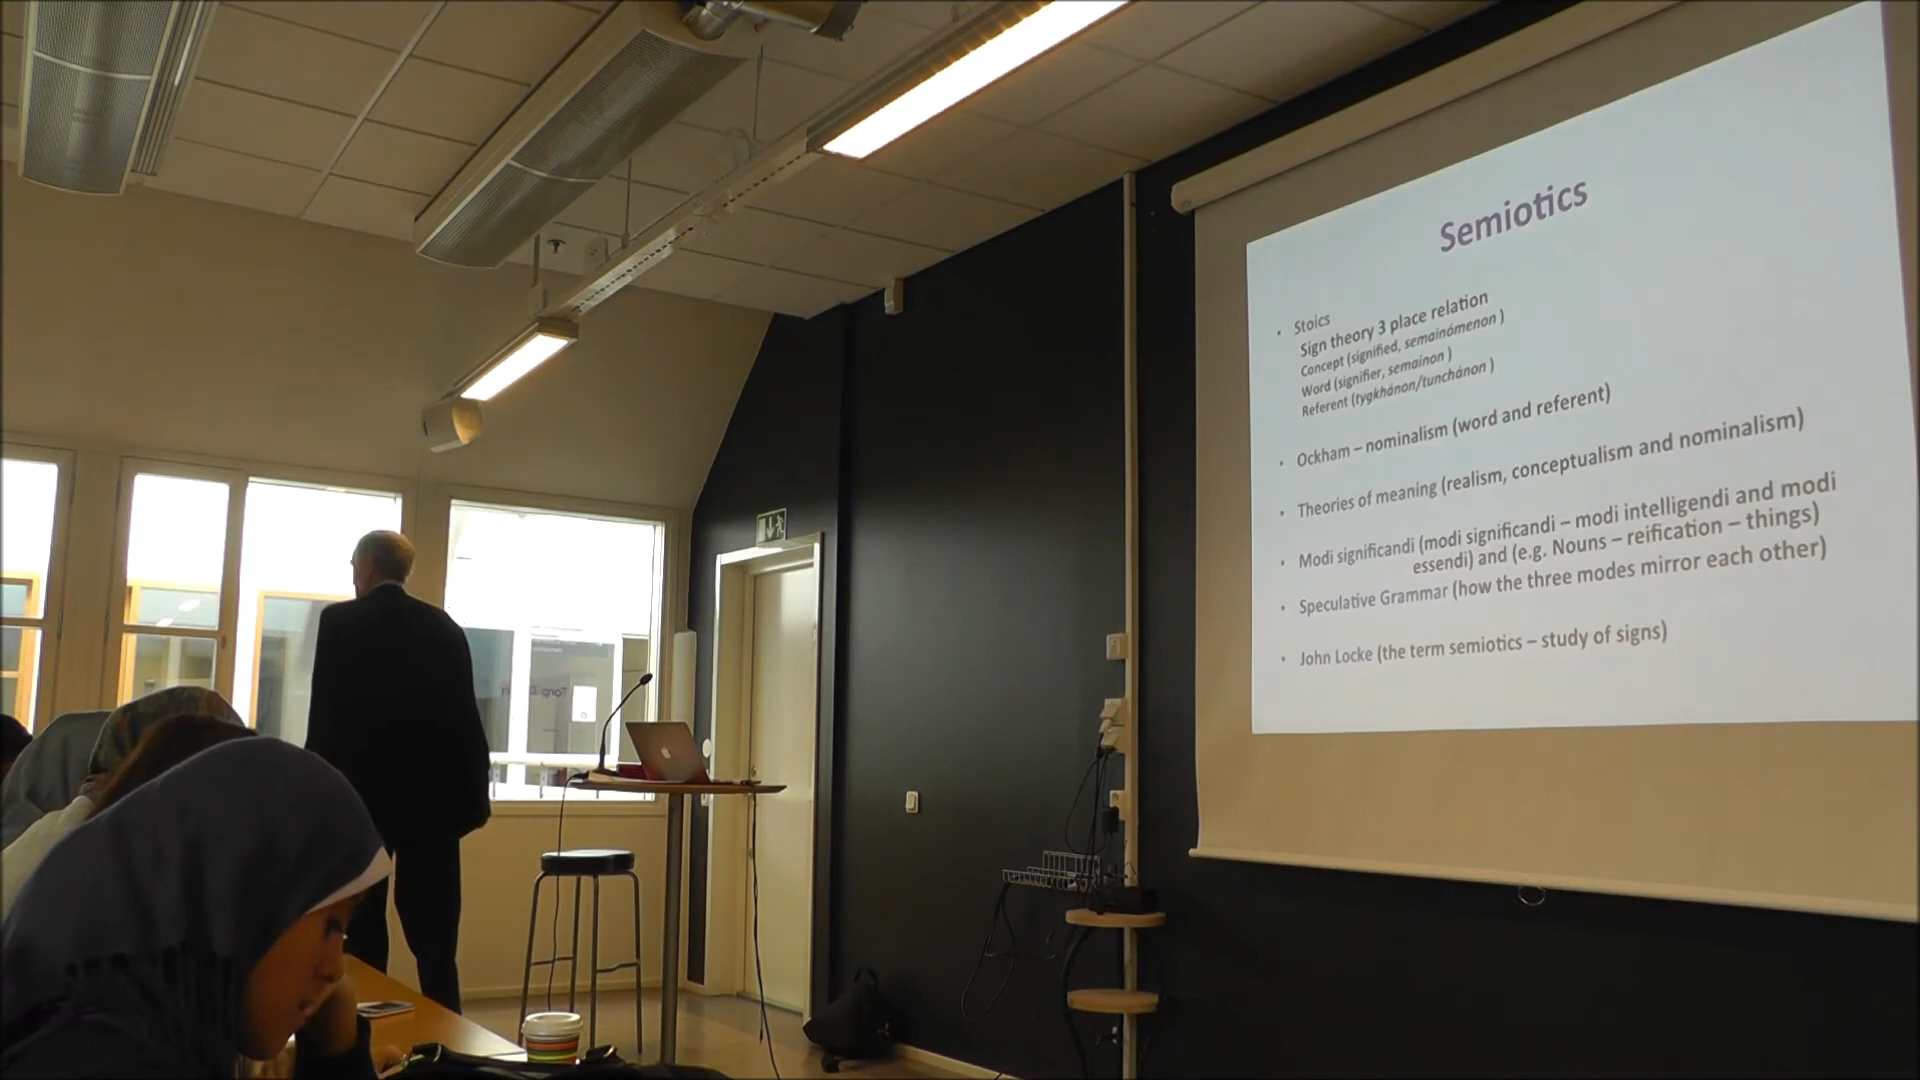 Semiotics
• Stoics
Sign theory 3 place relation
Concept (signified, semainómenon )
Word (signifier, semainon )
Referent (tygkhánon/tunchánon )
• Ockham – nominalism (word and referent)
• Theories of meaning (realism, conceptualism and nominalism)
• Modi significandi (modi significandi – modi intelligendi and modi
essendi) and (e.g. Nouns – reification – things)
• Speculative Grammar (how the three modes mirror each other)
• John Locke (the term semiotics – study of signs)